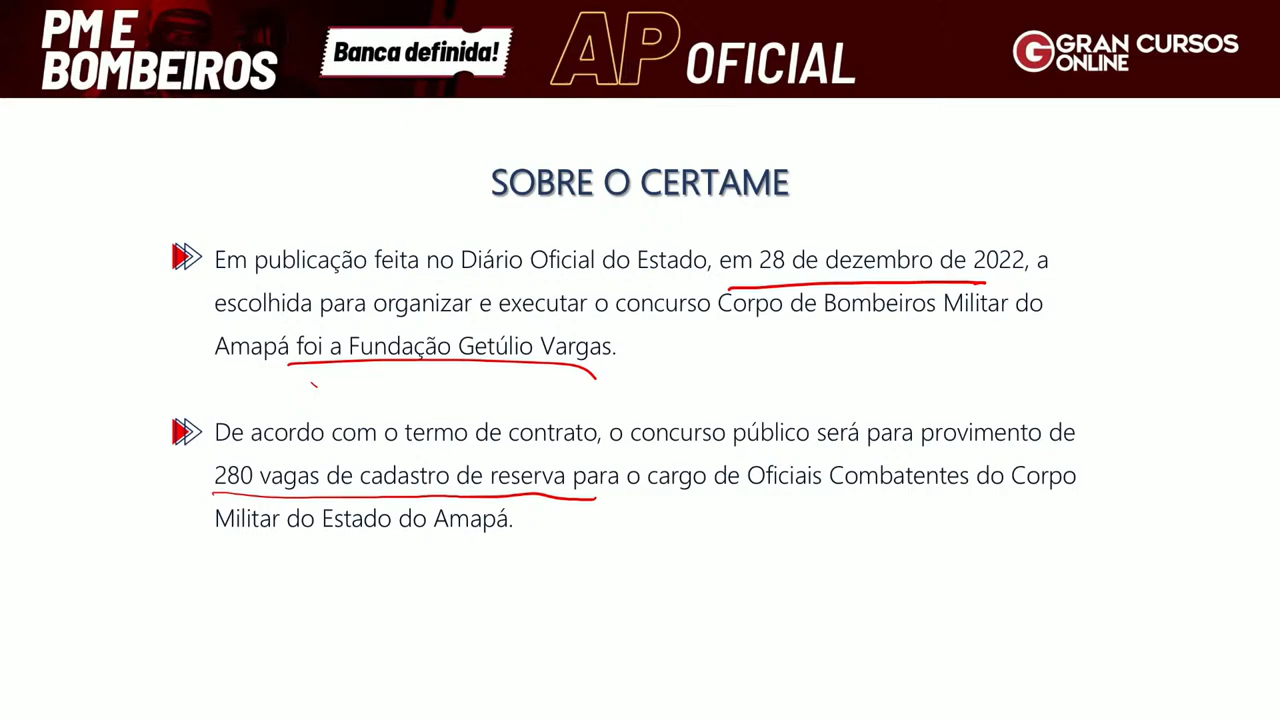 PM E
BOMBEIROS
Banca definida!
AP OFICIAL
G GRAN CURSOS
ONLINE
SOBRE O CERTAME
Em publicação feita no Diário Oficial do Estado, em 28 de dezembro de 2022, a
escolhida para organizar e executar o concurso Corpo de Bombeiros Militar do
Amapá foi a Fundação Getúlio Vargas.
De acordo com o termo de contrato, o concurso público será para provimento de
280 vagas de cadastro de reserva para o cargo de Oficiais Combatentes do Corpo
Militar do Estado do Amapá.